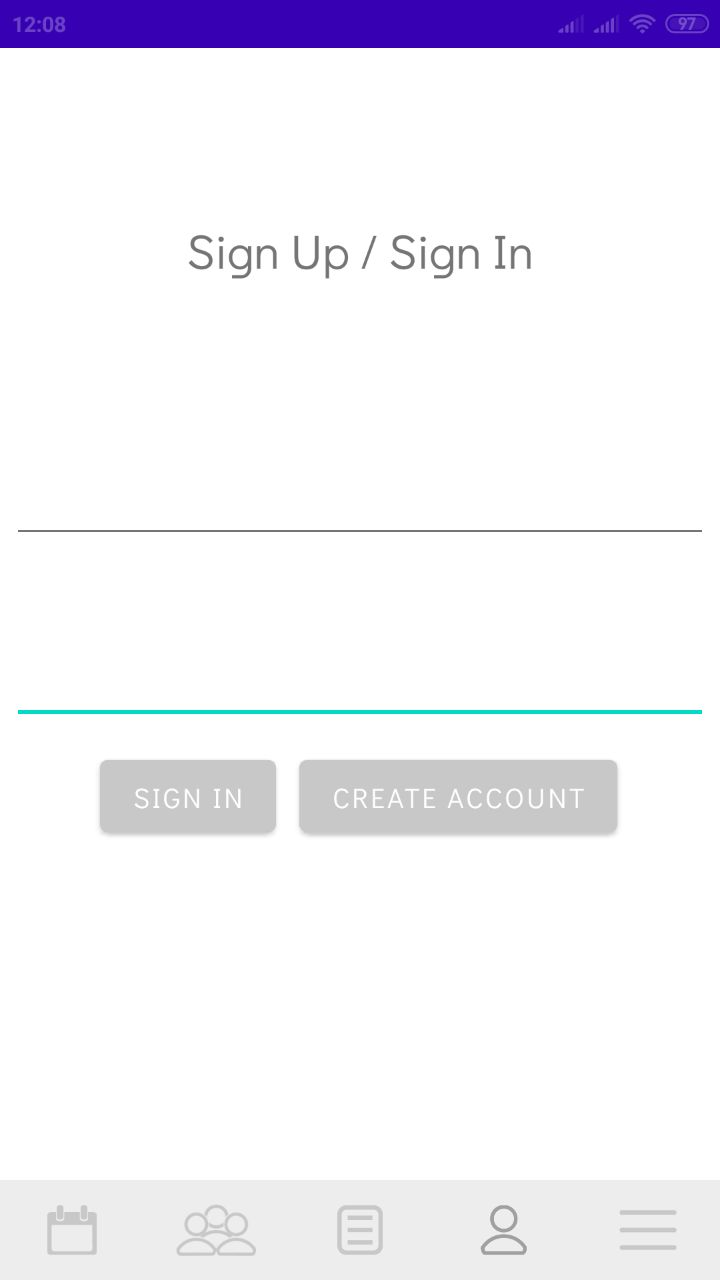 12:08
97
Sign Up / Sign In
SIGN IN
CREATE ACCOUNT